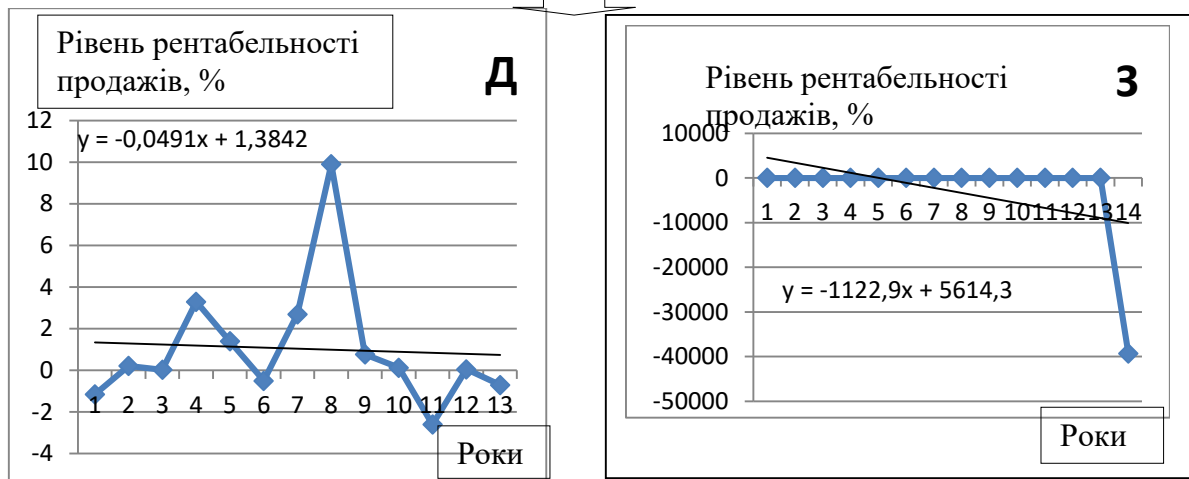 Рівень рентабельності
продажів, %
Д
12
y = -0,0491x + 1,3842
10
8
6
4
2
0
1 2 3 4 5 6 7 8 9 10 11 12 13
-2
-4
Роки
Рівень рентабельності
продажів, %
З
10000
0
1 2 3 4 5 6 7 8 9 10 11 12 13 14
-10000
-20000
y = -1122,9x + 5614,3
-30000
-40000
-50000
Роки